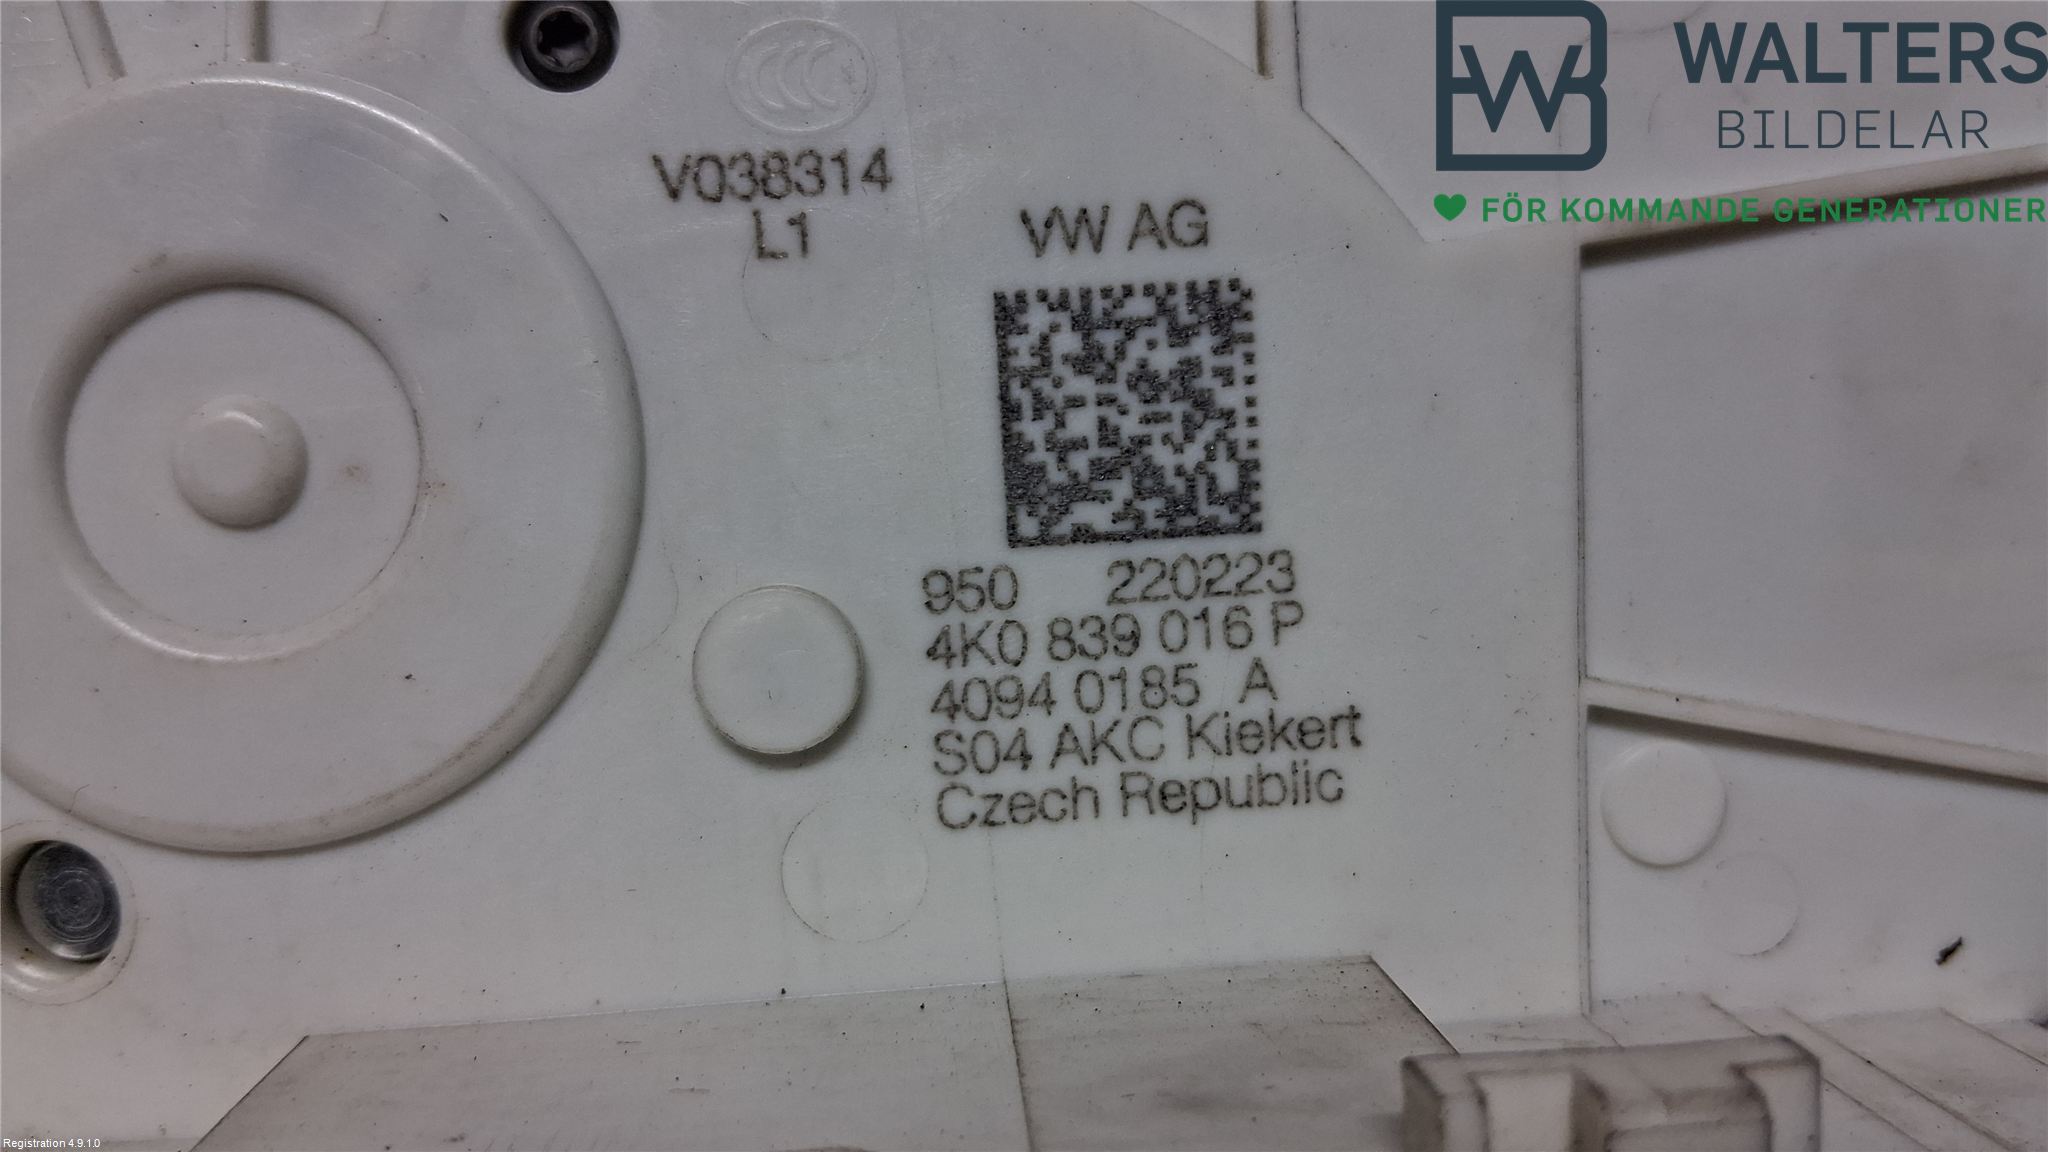 WALTERS
BILDELAR
FÖR KOMMANDE GENERATIONER
V038314
L1
VW AG
950 220223
4K0 839 016 P
4094 0185 A
S04 AKC Kiekert
Czech Republic
Registration 4.9.1.0